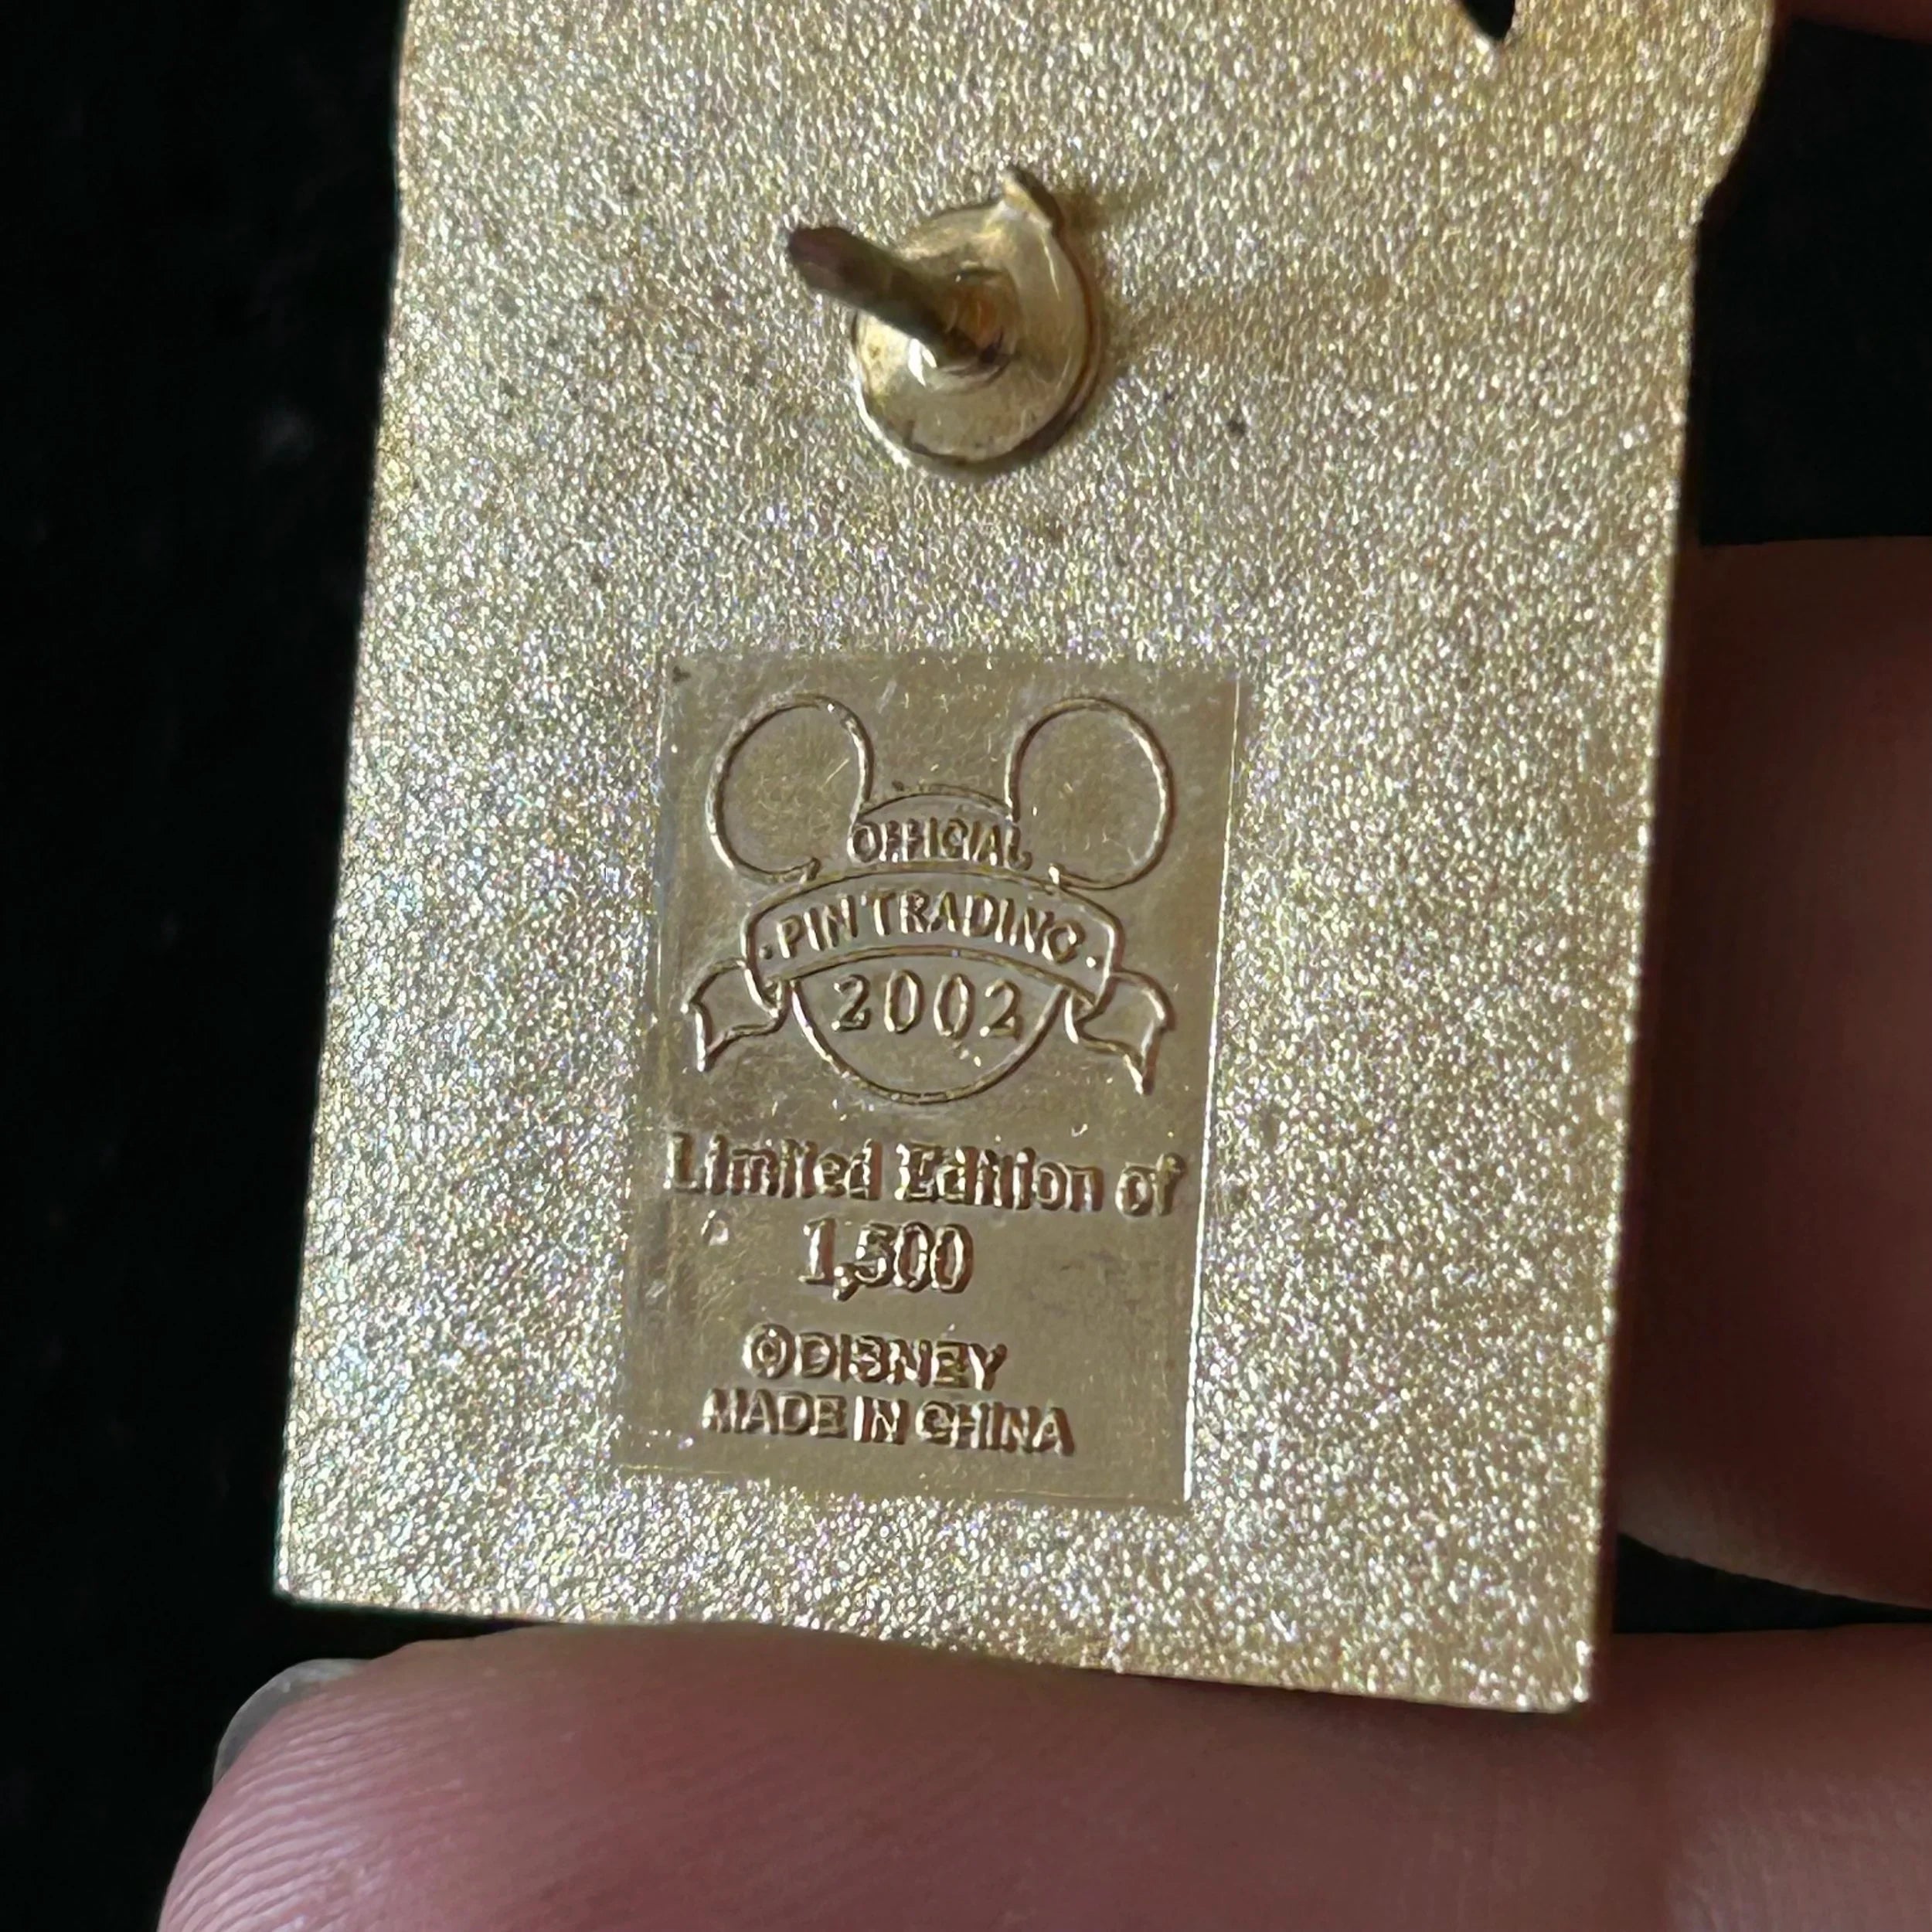 OFFICIAL
·PIN TRADING·
2002
Limited Edition of
1,500
©DISNEY
MADE IN CHINA